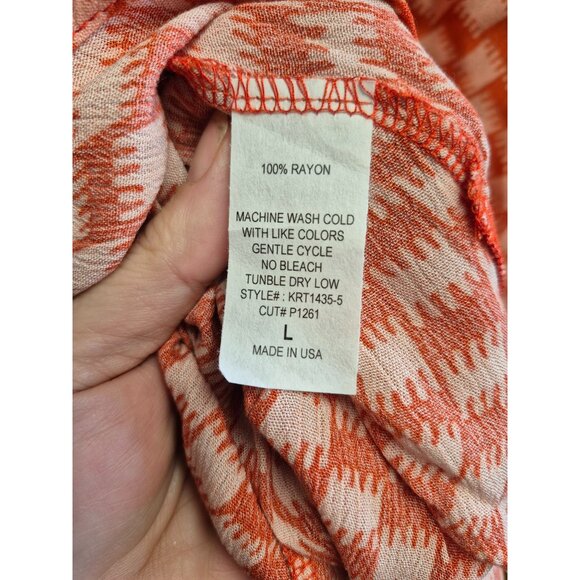 100% RAYON
MACHINE WASH COLD
WITH LIKE COLORS
GENTLE CYCLE
NO BLEACH
TUNBLE DRY LOW
STYLE# : KRT1435-5
CUT# P1261
L
MADE IN USA